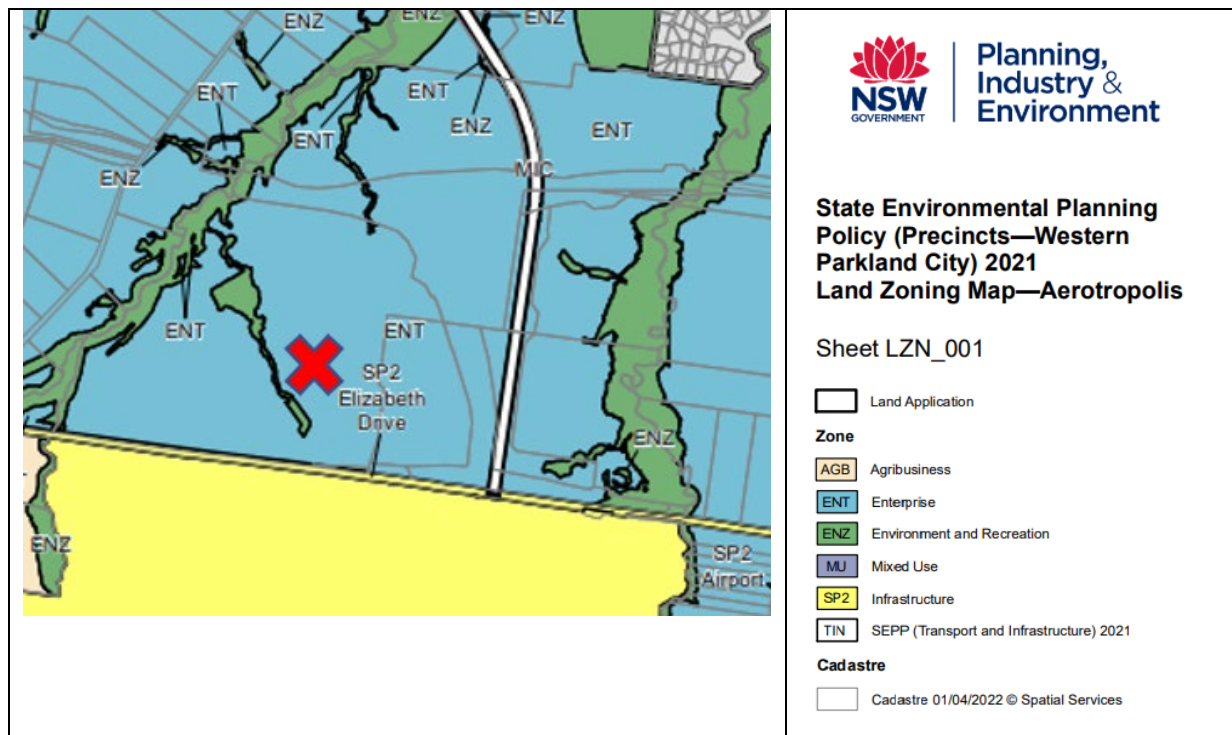 ENZ
ENZ
ENZ
ENT
ENT
ENZ
ENT
ENT
MIC
ENZ
ENT
ENT
SP2
Elizabeth
Drive
ENZ
ENZ
SP2
Airport
NSW
GOVERNMENT
Planning,
Industry &
Environment
State Environmental Planning
Policy (Precincts—Western
Parkland City) 2021
Land Zoning Map—Aerotropolis
Sheet LZN_001
Land Application
Zone
AGB Agribusiness
ENT Enterprise
ENZ Environment and Recreation
MU Mixed Use
SP2 Infrastructure
TIN SEPP (Transport and Infrastructure) 2021
Cadastre
Cadastre 01/04/2022 © Spatial Services